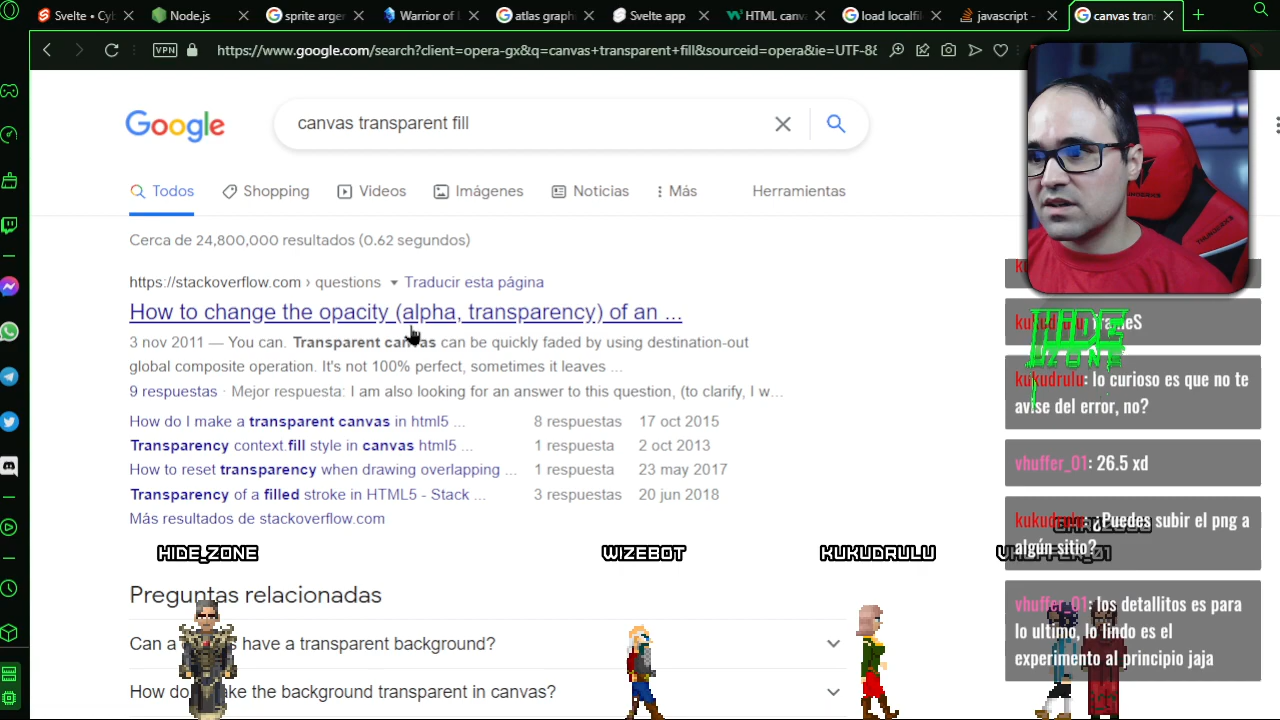 Svelte
Node.js
sprite arger
Warrior of l
atlas graphi
Svelte app
HTML canva
load localfil
javascript -
canvas trans
VPN
https://www.google.com/search?client=opera-gx&q=canvas+transparent+fill&sourceid=opera&ie=UTF-8&
Google
canvas transparent fill
Todos
Shopping
Videos
Imágenes
Noticias
Más
Herramientas
Cerca de 24,800,000 resultados (0.62 segundos)
https://stackoverflow.com › questions
Traducir esta página
How to change the opacity (alpha, transparency) of an ...
3 nov 2011 — You can. Transparent canvas can be quickly faded by using destination-out
global composite operation. It's not 100% perfect, sometimes it leaves ...
9 respuestas · Mejor respuesta: I am also looking for an answer to this question, (to clarify, I w...
How do I make a transparent canvas in html5 ... 8 respuestas 17 oct 2015
Transparency context fill style in canvas html5 ... 1 respuesta 2 oct 2013
How to reset transparency when drawing overlapping ... 1 respuesta 23 may 2017
Transparency of a filled stroke in HTML5 - Stack ... 3 respuestas 20 jun 2018
Más resultados de stackoverflow.com
HIDE_ZONE
WIZEBOT
KUKUDRULU
Preguntas relacionadas
Can a have a transparent background?
How do make the background transparent in canvas?
HIDE
ZONE
kukudrulu: lo curioso es que no te
avise del error, no?
vhuffer_01: 26.5 xd
kukudrulu: ¿Puedes subir el png a
algún sitio?
vhuffer_01: los detallitos es para
lo ultimo, lo lindo es el
experimento al principio jaja